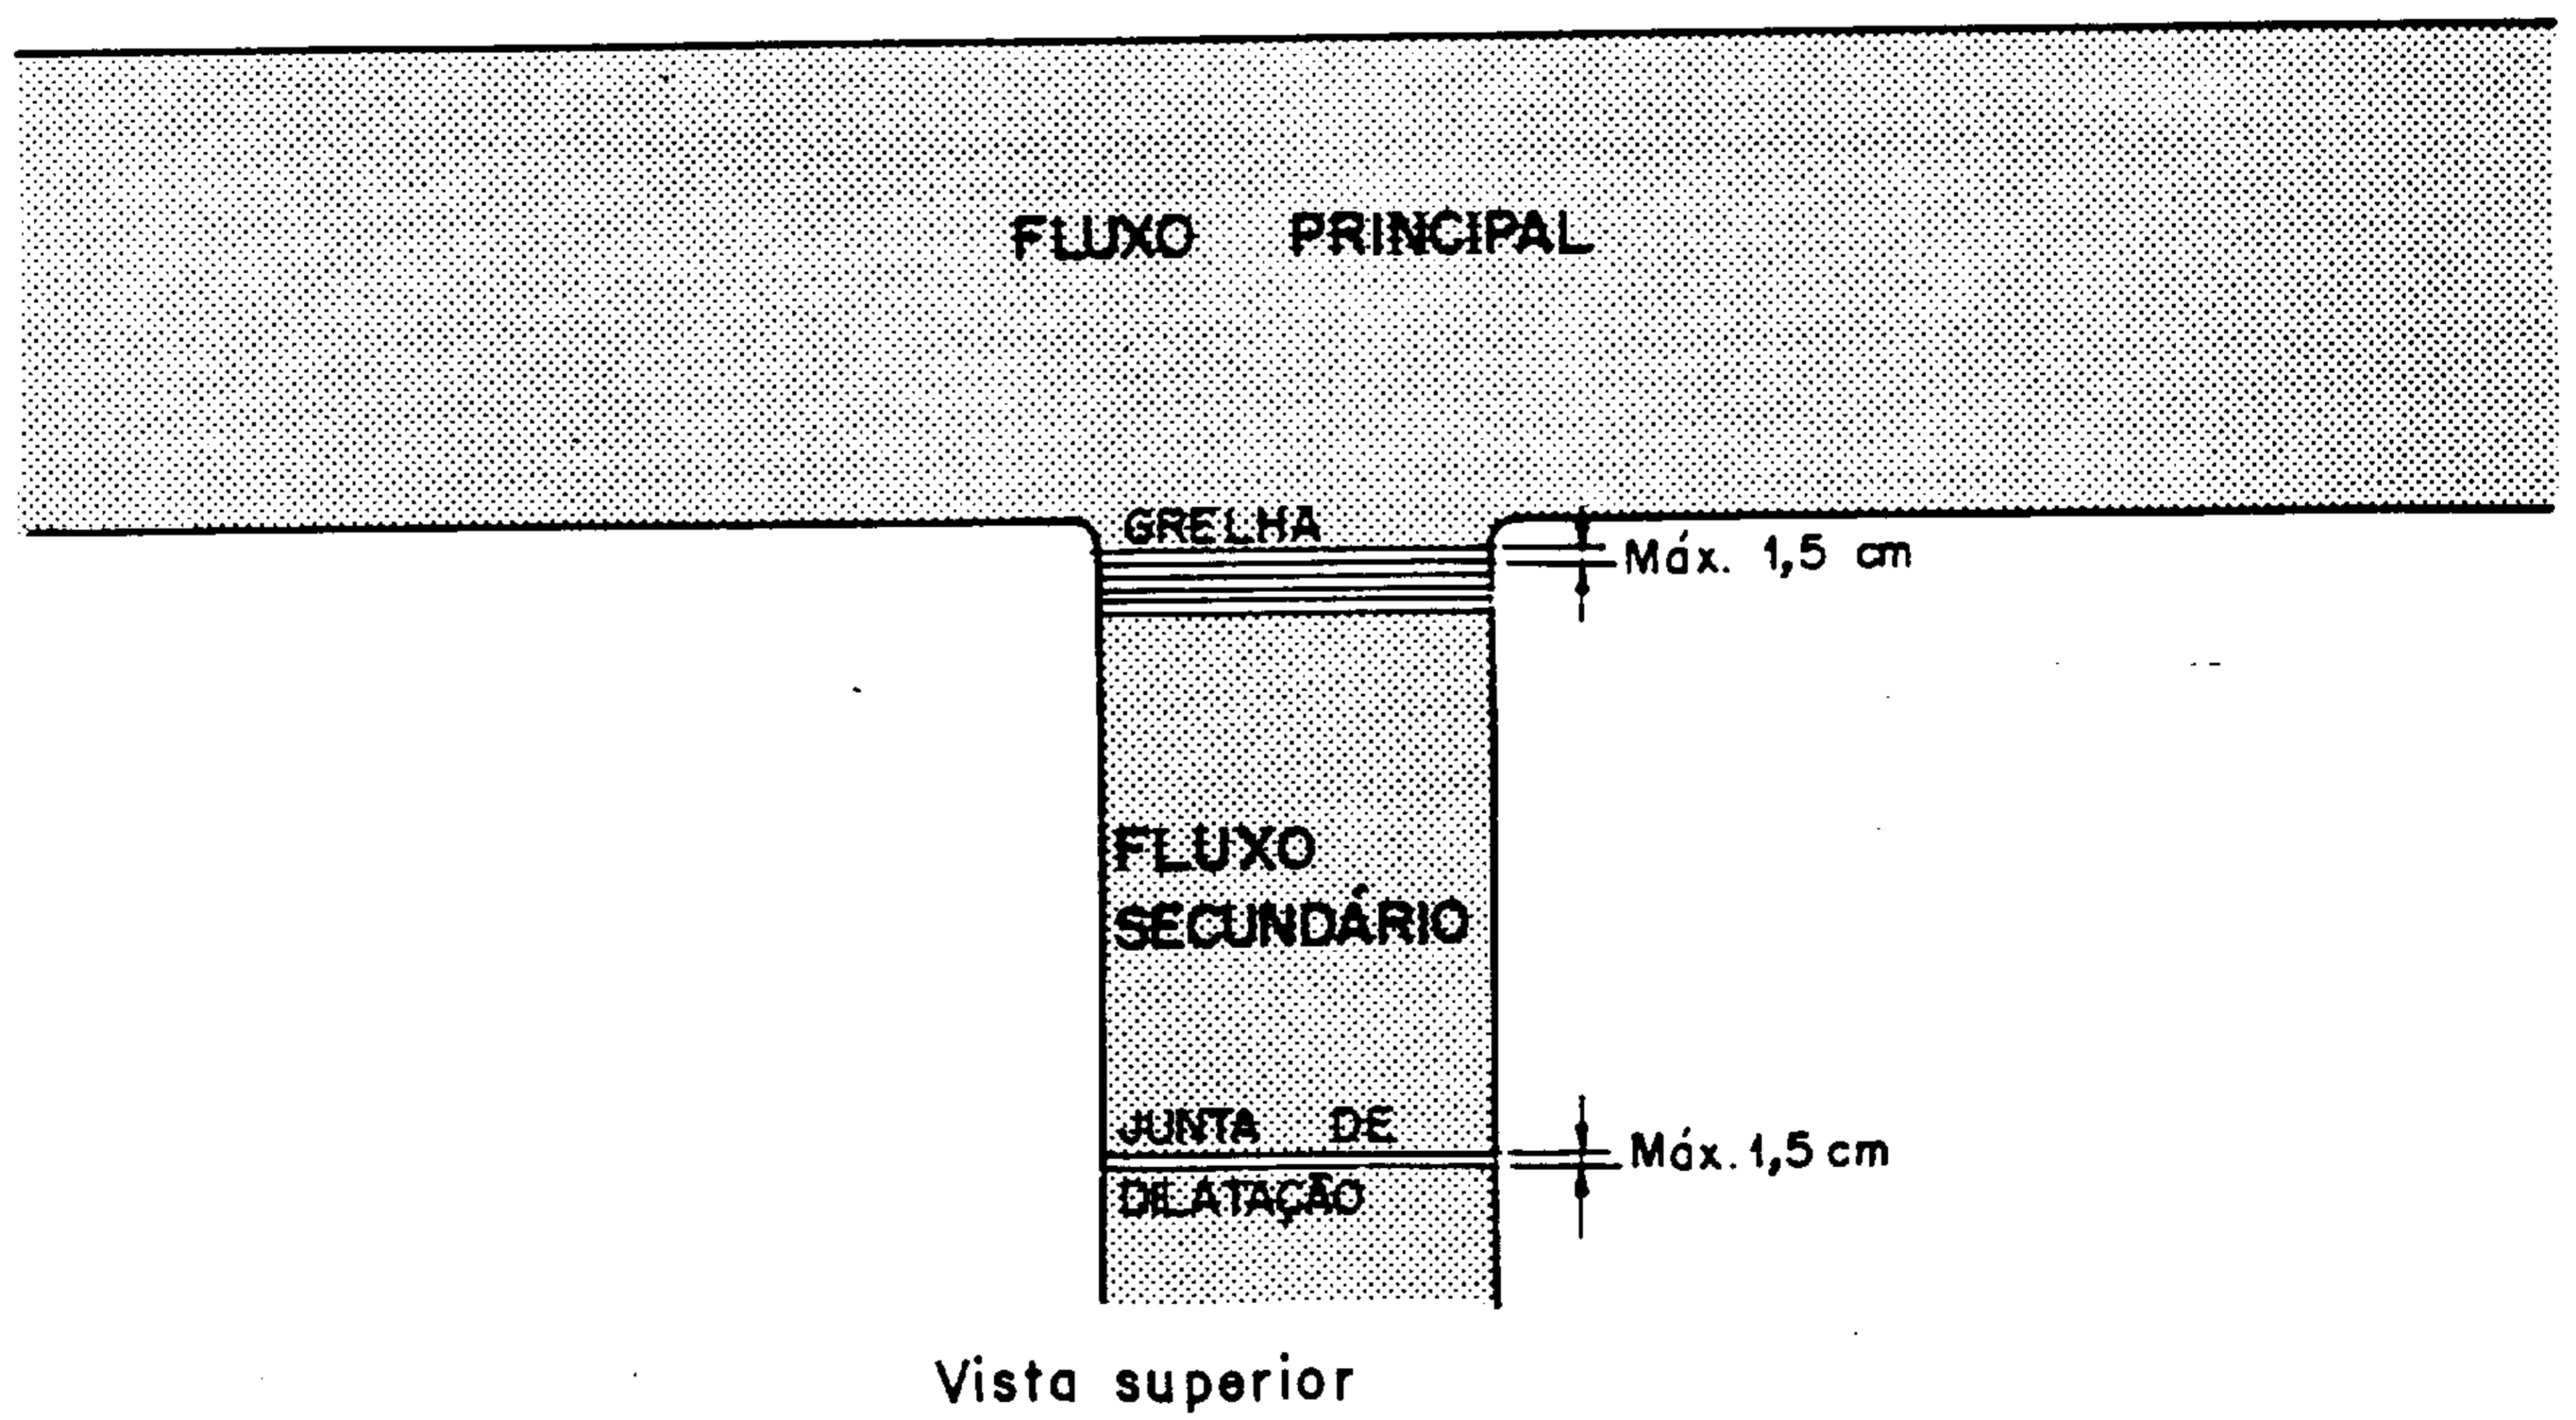 FLUXO PRINCIPAL
GRELHA
Máx. 1,5 cm
FLUXO
SECUNDÁRIO
JUNTA DE
Máx. 1,5 cm
DILATAÇÃO
Vista superior